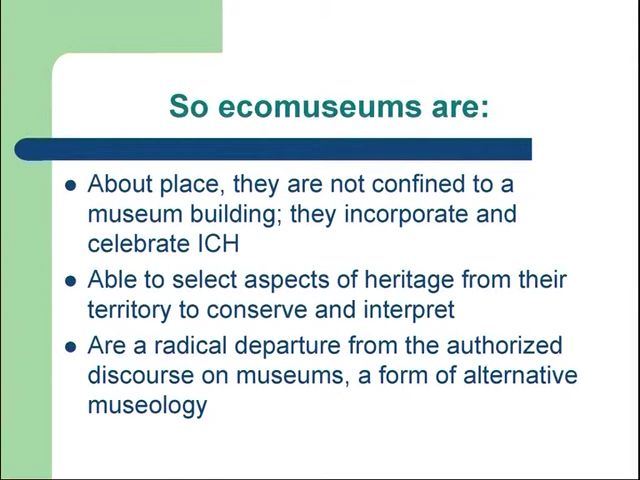 So ecomuseums are:
● About place, they are not confined to a
museum building; they incorporate and
celebrate ICH
● Able to select aspects of heritage from their
territory to conserve and interpret
● Are a radical departure from the authorized
discourse on museums, a form of alternative
museology